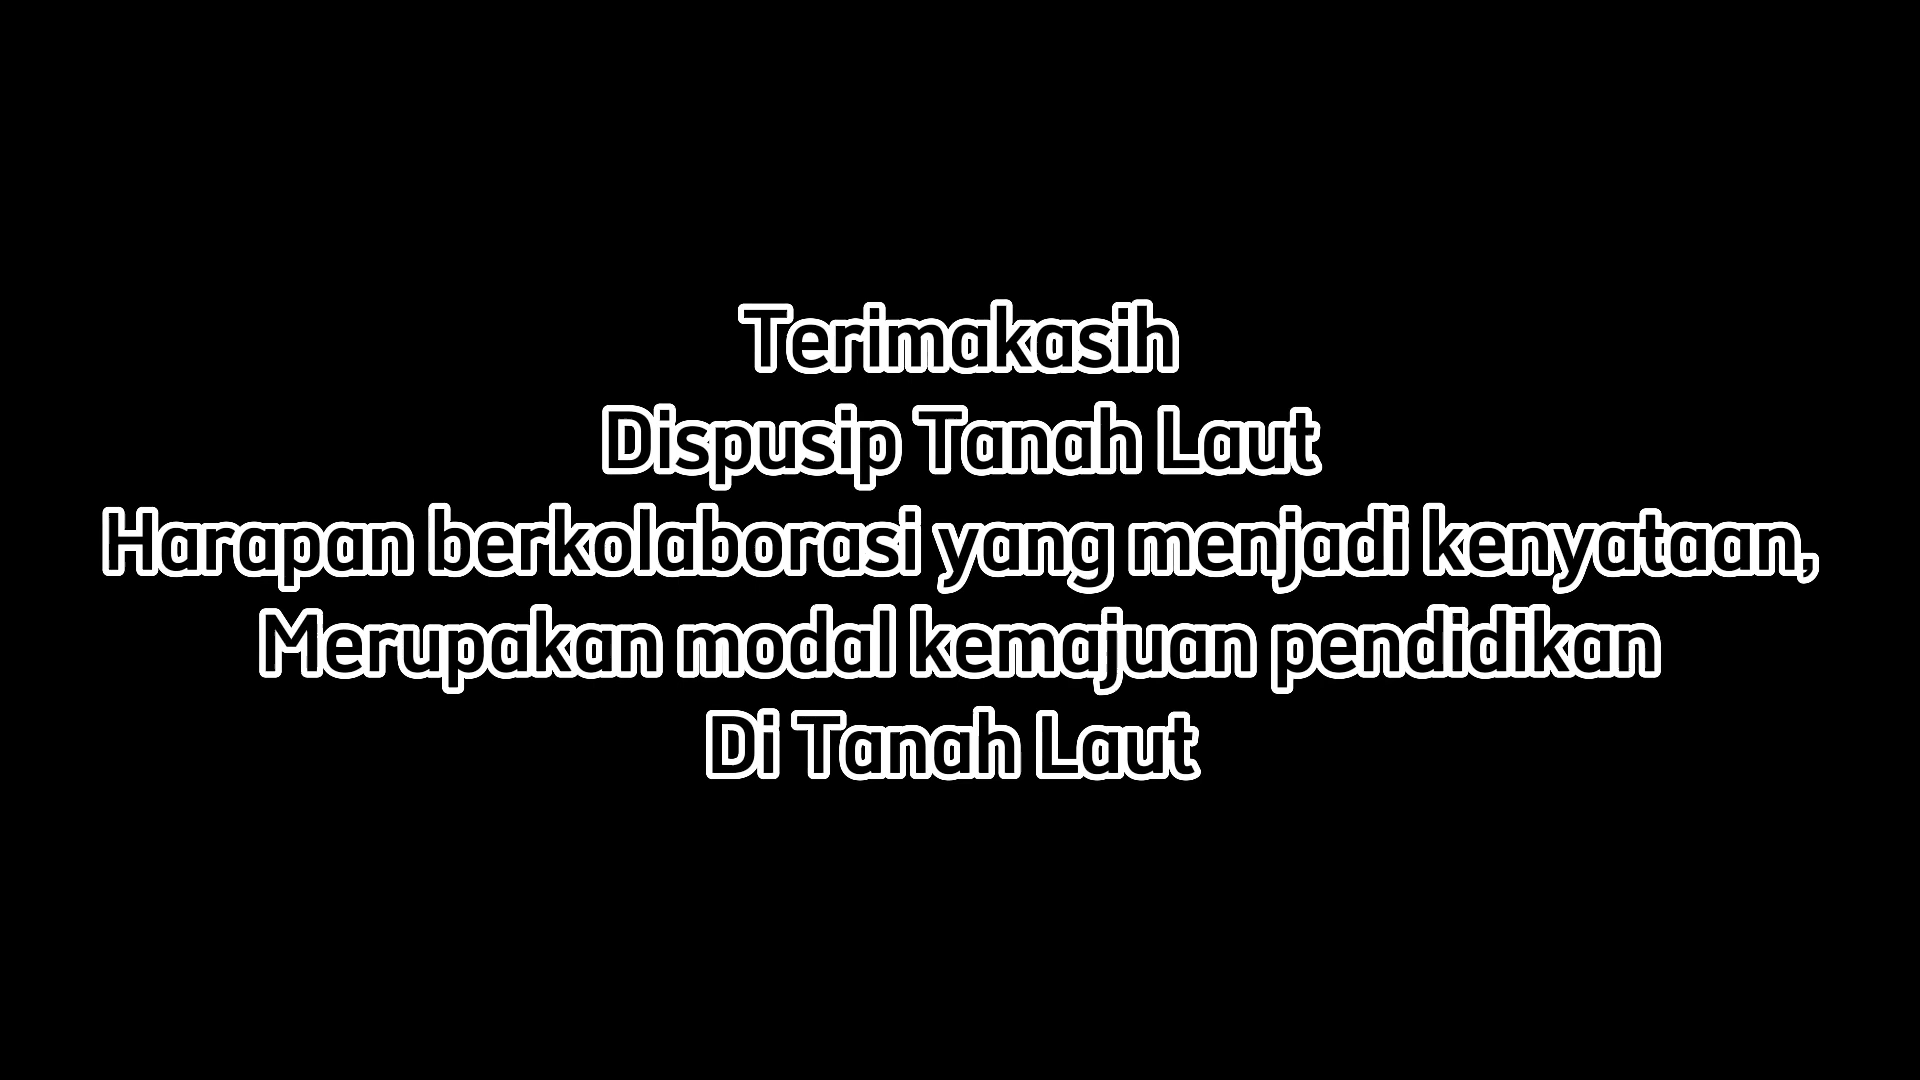 Terimakasih
Dispusip Tanah Laut
Harapan berkolaborasi yang menjadi kenyataan,
Merupakan modal kemajuan pendidikan
Di Tanah Laut